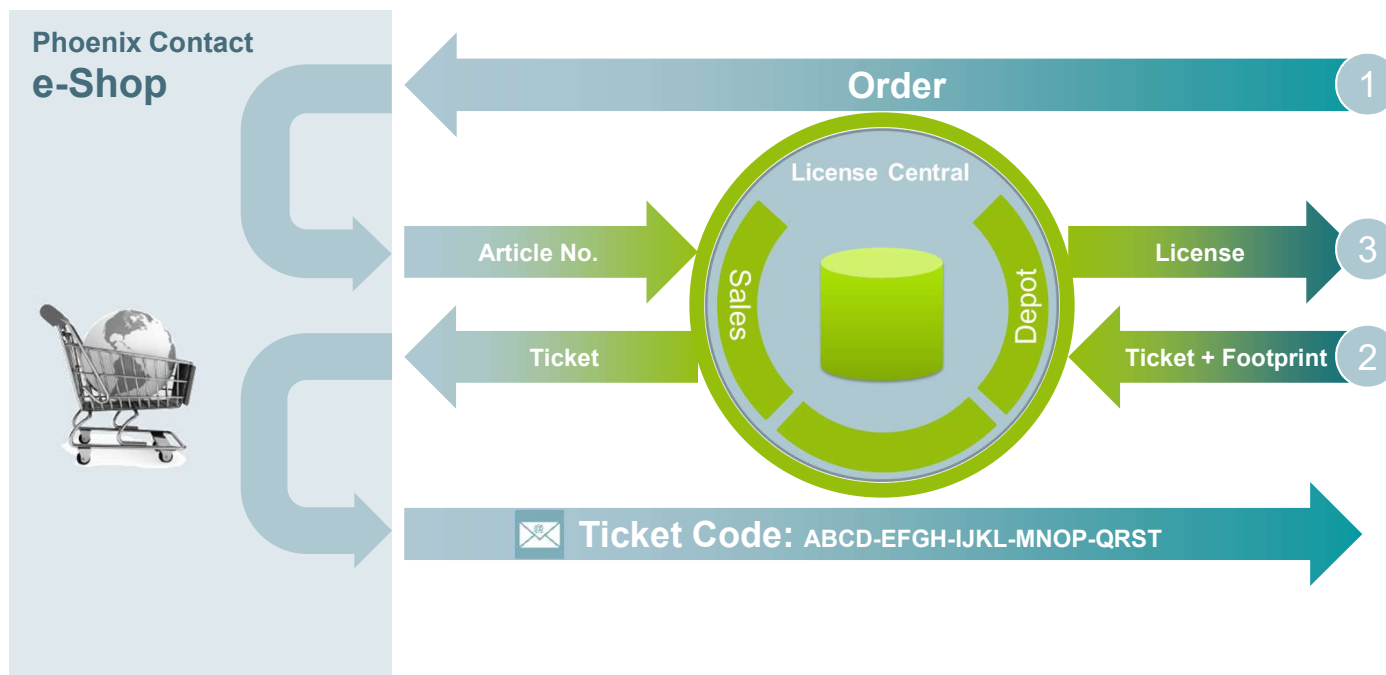 Phoenix Contact
e-Shop
Order
1
License Central
Article No.
Sales
Depot
License
3
Ticket
Ticket + Footprint
2
@
Ticket Code: ABCD-EFGH-IJKL-MNOP-QRST